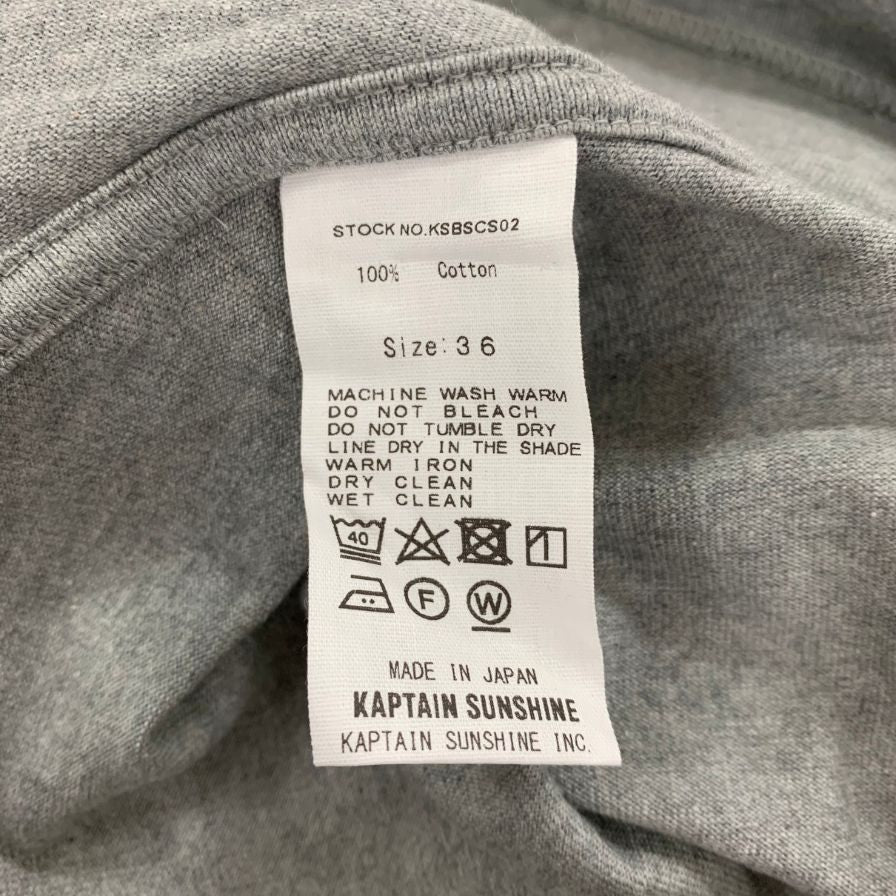 STOCK NO.KSBSCS02
100% Cotton
Size:36
MACHINE WASH WARM
DO NOT BLEACH
DO NOT TUMBLE DRY
LINE DRY IN THE SHADE
WARM IRON
DRY CLEAN
WET CLEAN
40
F W
MADE IN JAPAN
KAPTAIN SUNSHINE
KAPTAIN SUNSHINE INC.